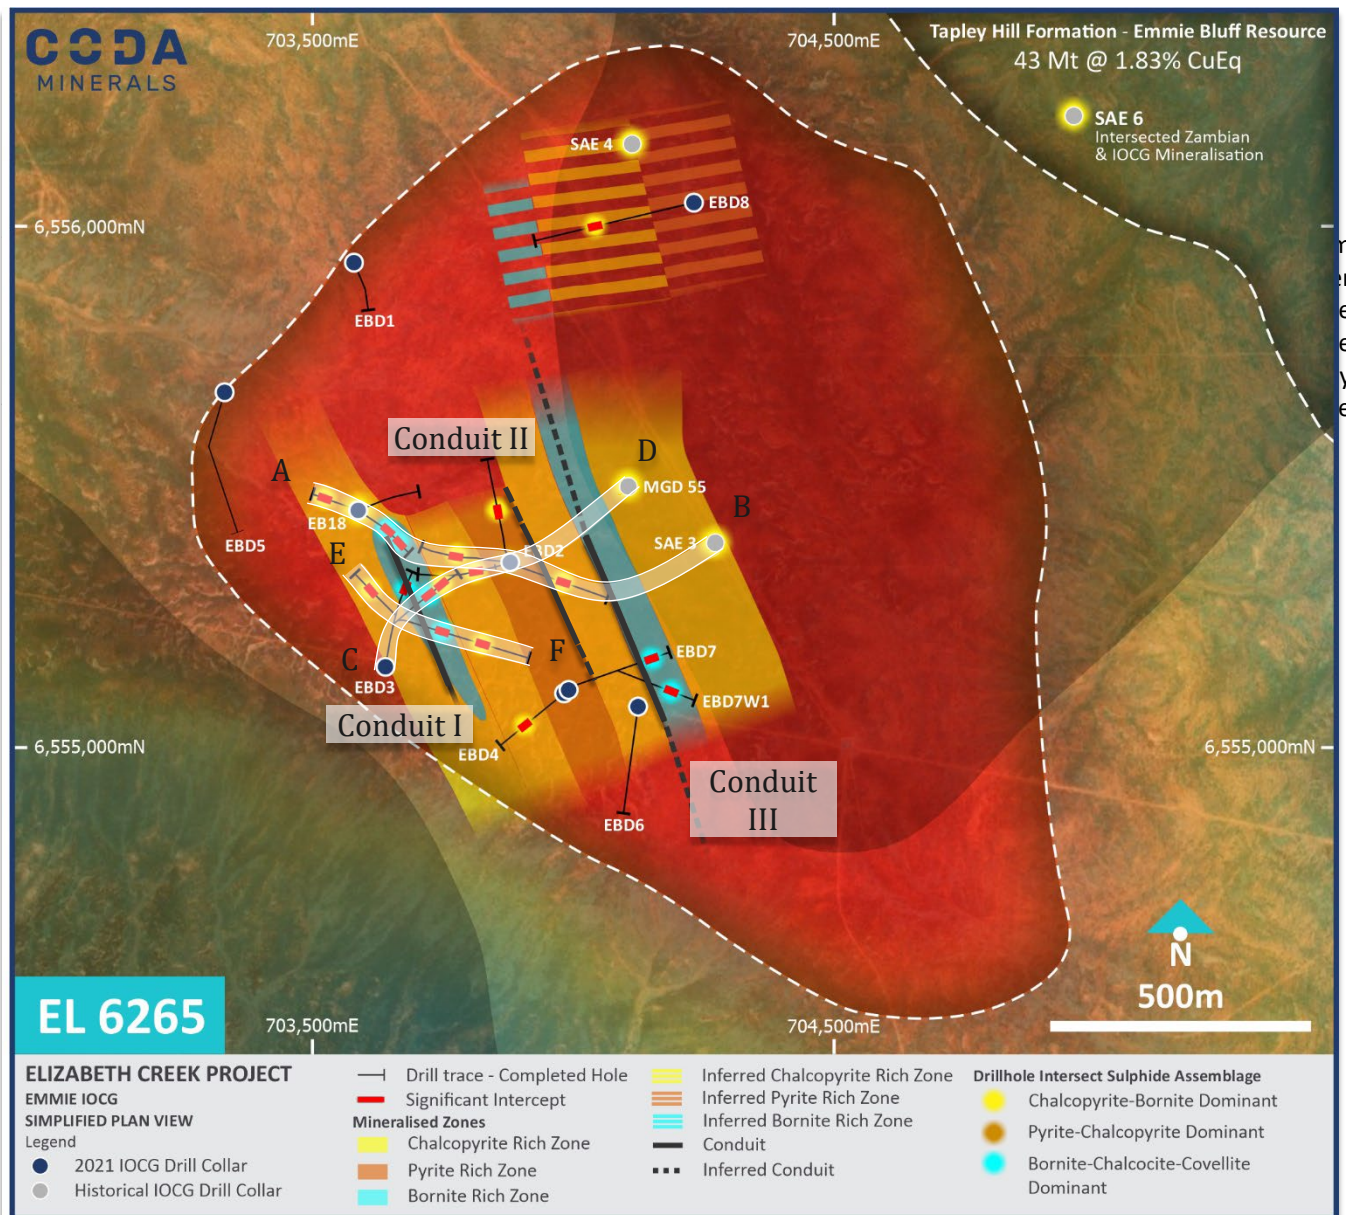 CODA
MINERALS
703,500mE
704,500mE
Tapley Hill Formation - Emmie Bluff Resource
43 Mt @ 1.83% CuEq
SAE 6
Intersected Zambian
& IOCG Mineralisation
SAE 4
EBD8
6,556,000mN
EBD1
Conduit II
A
D
MGD 55
EB18
B
SAE 3
EBD5
E
EBD2
C
EBD3
F
EBD7
EBD7W1
Conduit I
EBD4
6,555,000mN
6,555,000mN
Conduit
III
EBD6
N
500m
EL 6265
703,500mE
704,500mE
ELIZABETH CREEK PROJECT
EMMIE IOCG
SIMPLIFIED PLAN VIEW
Legend
2021 IOCG Drill Collar
Historical IOCG Drill Collar
Drill trace - Completed Hole
Significant Intercept
Mineralised Zones
Chalcopyrite Rich Zone
Pyrite Rich Zone
Bornite Rich Zone
Inferred Chalcopyrite Rich Zone
Inferred Pyrite Rich Zone
Inferred Bornite Rich Zone
Conduit
Inferred Conduit
Drillhole Intersect Sulphide Assemblage
Chalcopyrite-Bornite Dominant
Pyrite-Chalcopyrite Dominant
Bornite-Chalcocite-Covellite
Dominant